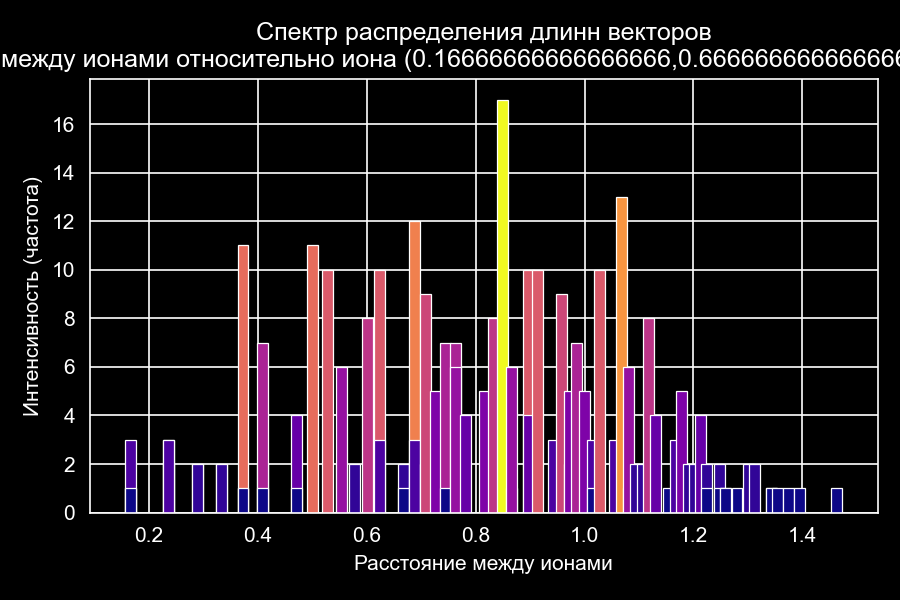 Спектр распределения длинн векторов
между ионами относительно иона (0.16666666666666666,0.6666666666666666
Интенсивность (частота)
16
14
12
10
8
6
4
2
0
0.2 0.4 0.6 0.8 1.0 1.2 1.4
Расстояние между ионами